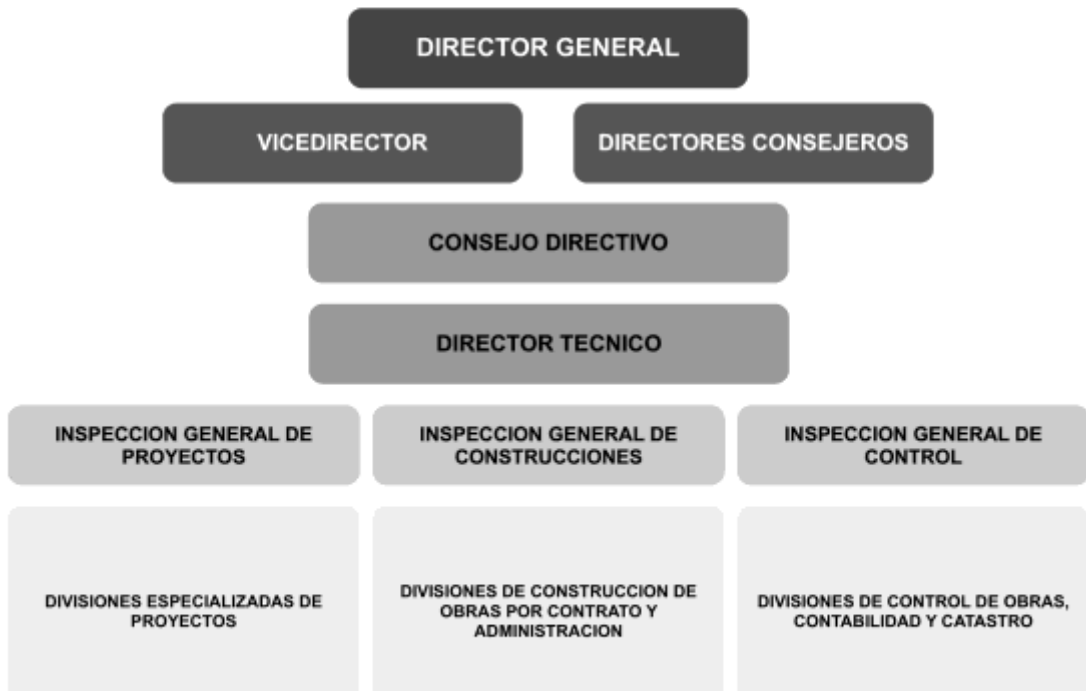 DIRECTOR GENERAL
VICEDIRECTOR
DIRECTORES CONSEJEROS
CONSEJO DIRECTIVO
DIRECTOR TECNICO
INSPECCION GENERAL DE
PROYECTOS
INSPECCION GENERAL DE
CONSTRUCCIONES
INSPECCION GENERAL DE
CONTROL
DIVISIONES ESPECIALIZADAS DE
PROYECTOS
DIVISIONES DE CONSTRUCCION DE
OBRAS POR CONTRATO Y
ADMINISTRACION
DIVISIONES DE CONTROL DE OBRAS,
CONTABILIDAD Y CATASTRO